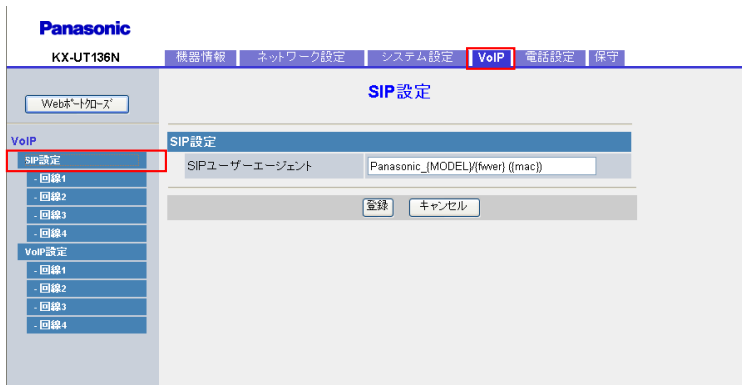 Panasonic
KX-UT136N
機器情報 ネットワーク設定 システム設定 VoIP 電話設定 保守
Webポートクローズ
SIP設定
VoIP
SIP設定
- 回線1
- 回線2
- 回線3
- 回線4
VoIP設定
- 回線1
- 回線2
- 回線3
- 回線4
SIP設定
SIPユーザーエージェント Panasonic_{MODEL}/{fwver} ({mac})
登録 キャンセル